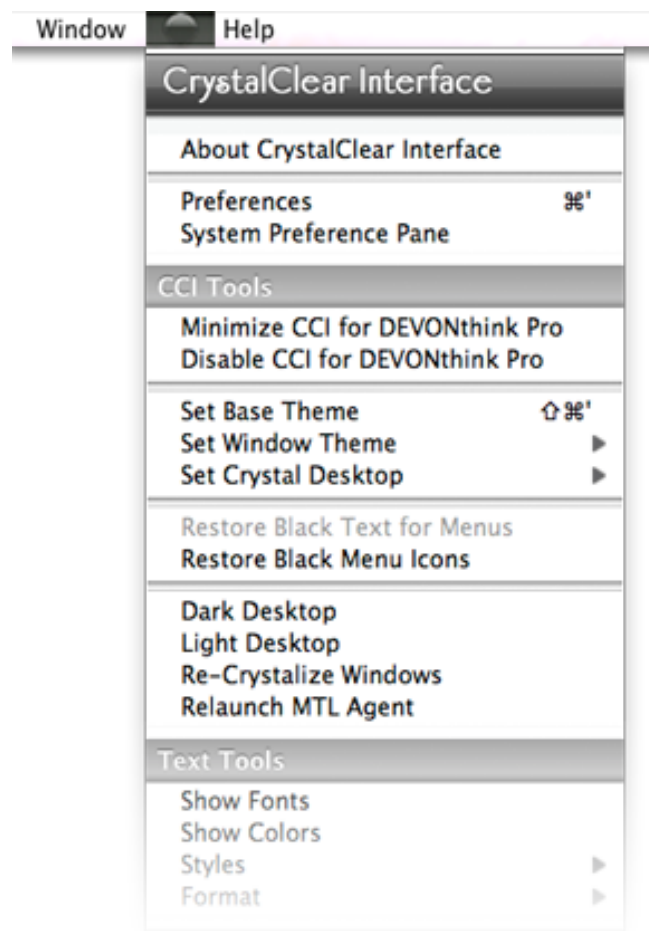 Window Help
CrystalClear Interface
About CrystalClear Interface
Preferences ⌘'
System Preference Pane
CCI Tools
Minimize CCI for DEVONthink Pro
Disable CCI for DEVONthink Pro
Set Base Theme ⇧⌘'
Set Window Theme ▶
Set Crystal Desktop ▶
Restore Black Text for Menus
Restore Black Menu Icons
Dark Desktop
Light Desktop
Re-Crystalize Windows
Relaunch MTL Agent
Text Tools
Show Fonts
Show Colors
Styles ▶
Format ▶